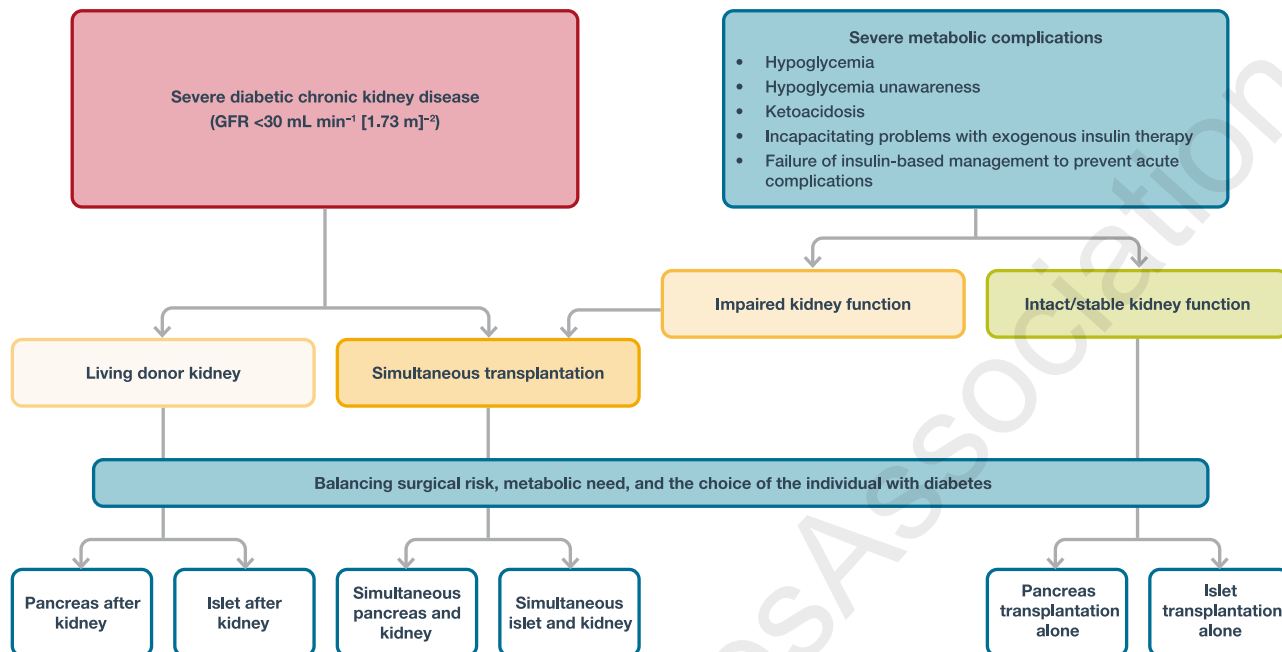 Severe diabetic chronic kidney disease
(GFR <30 mL min⁻¹ [1.73 m]⁻²)
Severe metabolic complications
• Hypoglycemia
• Hypoglycemia unawareness
• Ketoacidosis
• Incapacitating problems with exogenous insulin therapy
• Failure of insulin-based management to prevent acute
complications
Impaired kidney function
Intact/stable kidney function
Living donor kidney
Simultaneous transplantation
Balancing surgical risk, metabolic need, and the choice of the individual with diabetes
Pancreas after
kidney
Islet after
kidney
Simultaneous
pancreas and
kidney
Simultaneous
islet and kidney
Pancreas
transplantation
alone
Islet
transplantation
alone
esAssociation